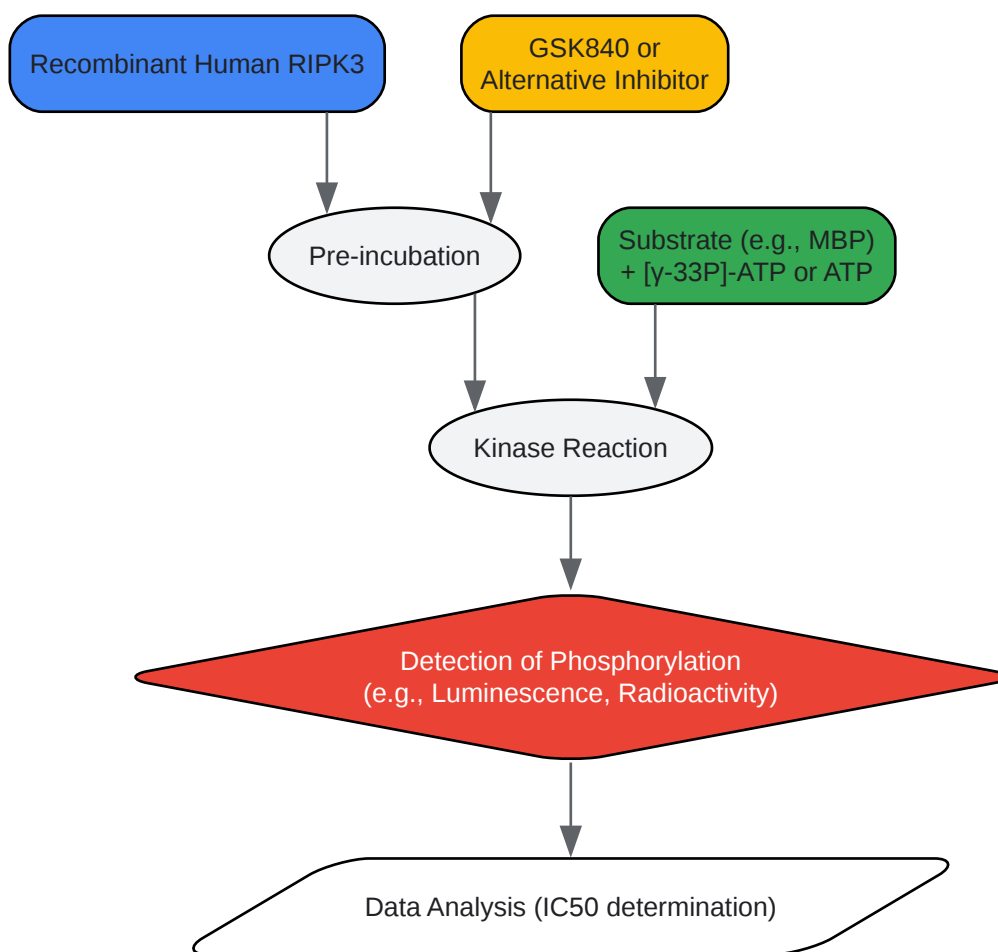 Recombinant Human RIPK3
GSK840 or
Alternative Inhibitor
Pre-incubation
Substrate (e.g., MBP)
+ [γ-33P]-ATP or ATP
Kinase Reaction
Detection of Phosphorylation
(e.g., Luminescence, Radioactivity)
Data Analysis (IC50 determination)